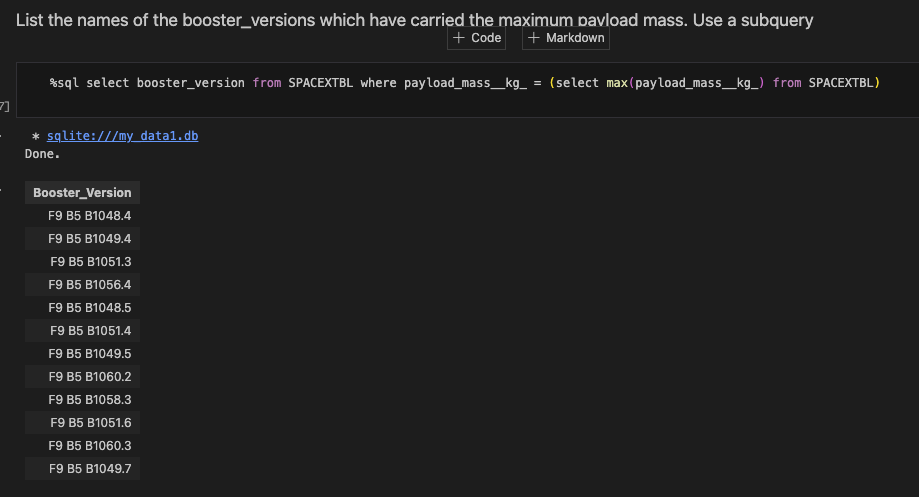 List the names of the booster_versions which have carried the maximum payload mass. Use a subquery
+ Code + Markdown
%sql select booster_version from SPACEXTBL where payload_mass__kg_ = (select max(payload_mass__kg_) from SPACEXTBL)
7]
* sqlite:///my_data1.db
Done.
Booster_Version
F9 B5 B1048.4
F9 B5 B1049.4
F9 B5 B1051.3
F9 B5 B1056.4
F9 B5 B1048.5
F9 B5 B1051.4
F9 B5 B1049.5
F9 B5 B1060.2
F9 B5 B1058.3
F9 B5 B1051.6
F9 B5 B1060.3
F9 B5 B1049.7